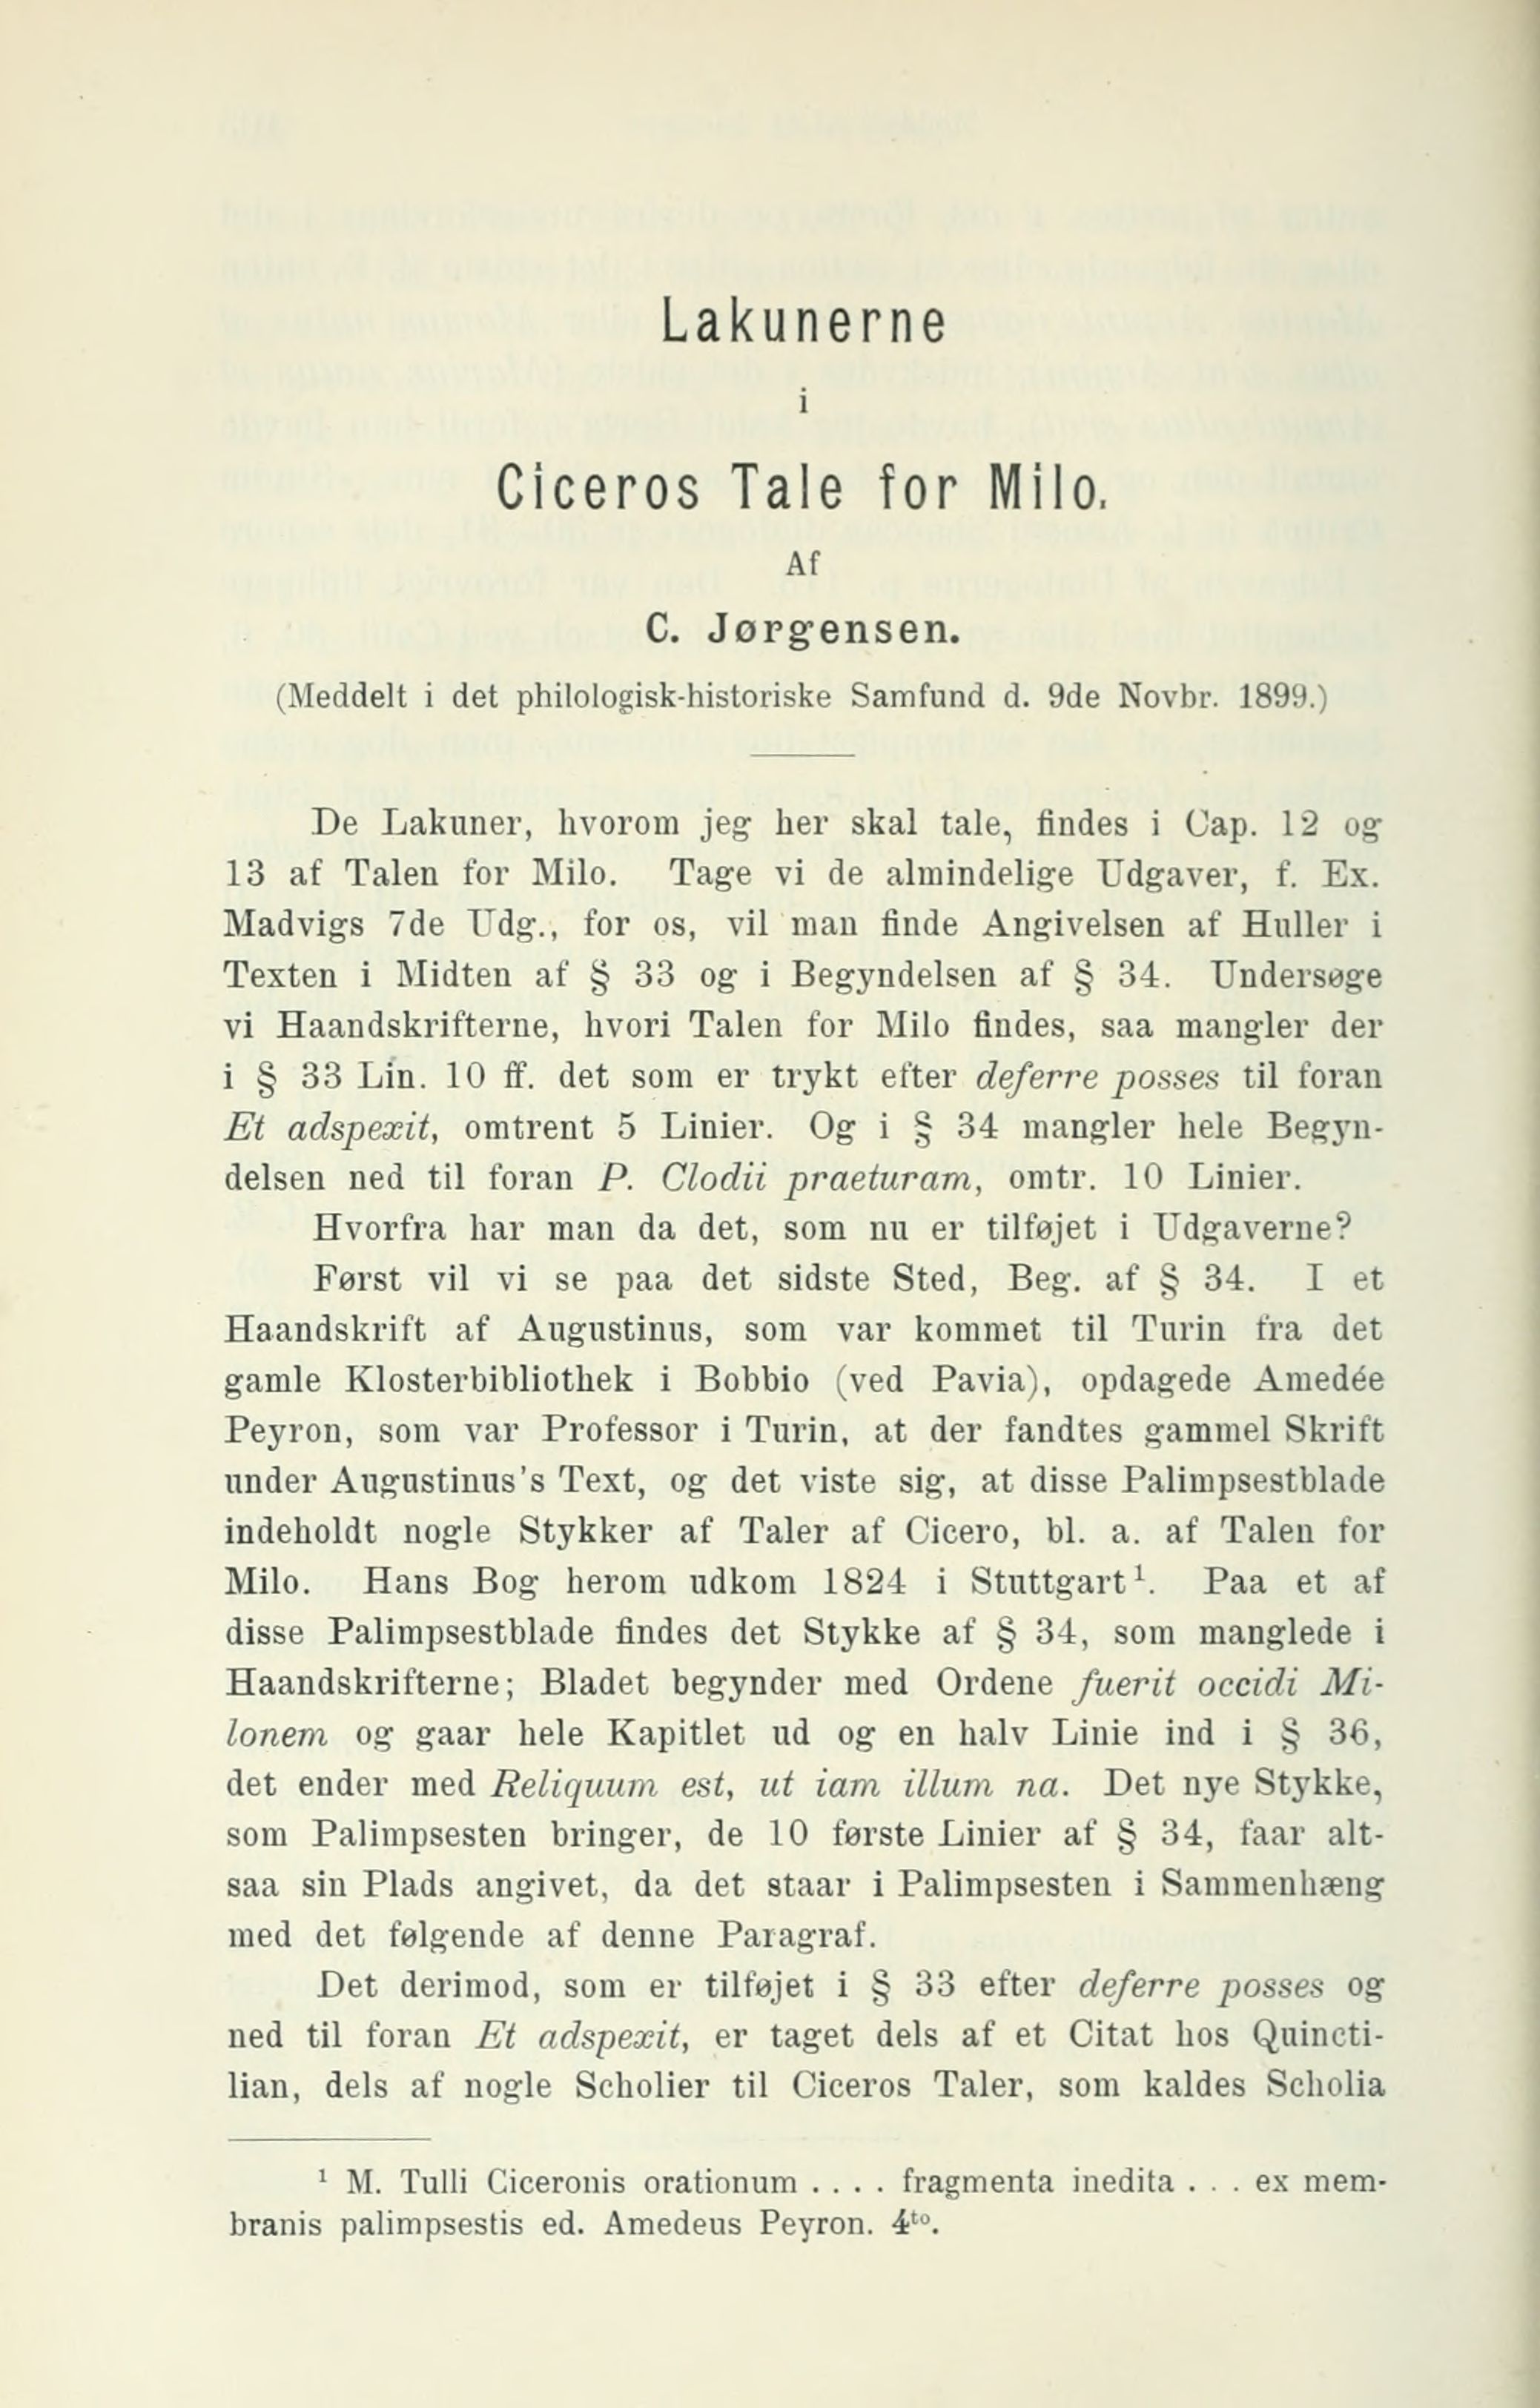 Lakunerne
i
Ciceros Tale for Milo.
Af
C. Jørgensen.
(Meddelt i det philologisk-historiske Samfund d. 9de Novbr. 1899.)
De Lakuner, hvorom jeg her skal tale, findes i Cap. 12 og
13 af Talen for Milo. Tage vi de almindelige Udgaver, f. Ex.
Madvigs 7de Udg., for os, vil man finde Angivelsen af Huller i
Texten i Midten af § 33 og i Begyndelsen af § 34. Undersøge
vi Haandskrifterne, hvori Talen for Milo findes, saa mangler der
i § 33 Lin. 10 ff. det som er trykt efter deferre posses til foran
Et adspexit, omtrent 5 Linier. Og i § 34 mangler hele Begyn-
delsen ned til foran P. Clodii praeturam, omtr. 10 Linier.
Hvorfra har man da det, som nu er tilføjet i Udgaverne?
Først vil vi se paa det sidste Sted, Beg. af § 34. I et
Haandskrift af Augustinus, som var kommet til Turin fra det
gamle Klosterbibliothek i Bobbio (ved Pavia), opdagede Amedée
Peyron, som var Professor i Turin, at der fandtes gammel Skrift
under Augustinus's Text, og det viste sig, at disse Palimpsestblade
indeholdt nogle Stykker af Taler af Cicero, bl. a. af Talen for
Milo. Hans Bog herom udkom 1824 i Stuttgart¹. Paa et af
disse Palimpsestblade findes det Stykke af § 34, som manglede i
Haandskrifterne; Bladet begynder med Ordene fuerit occidi Mi-
lonem og gaar hele Kapitlet ud og en halv Linie ind i § 36,
det ender med Reliquum est, ut iam illum na. Det nye Stykke,
som Palimpsesten bringer, de 10 første Linier af § 34, faar alt-
saa sin Plads angivet, da det staar i Palimpsesten i Sammenhæng
med det følgende af denne Paragraf.
Det derimod, som er tilføjet i § 33 efter deferre posses og
ned til foran Et adspexit, er taget dels af et Citat hos Quincti-
lian, dels af nogle Scholier til Ciceros Taler, som kaldes Scholia
¹ M. Tulli Ciceronis orationum . . . . fragmenta inedita . . . ex mem-
branis palimpsestis ed. Amedeus Peyron. 4ᵗᵒ.